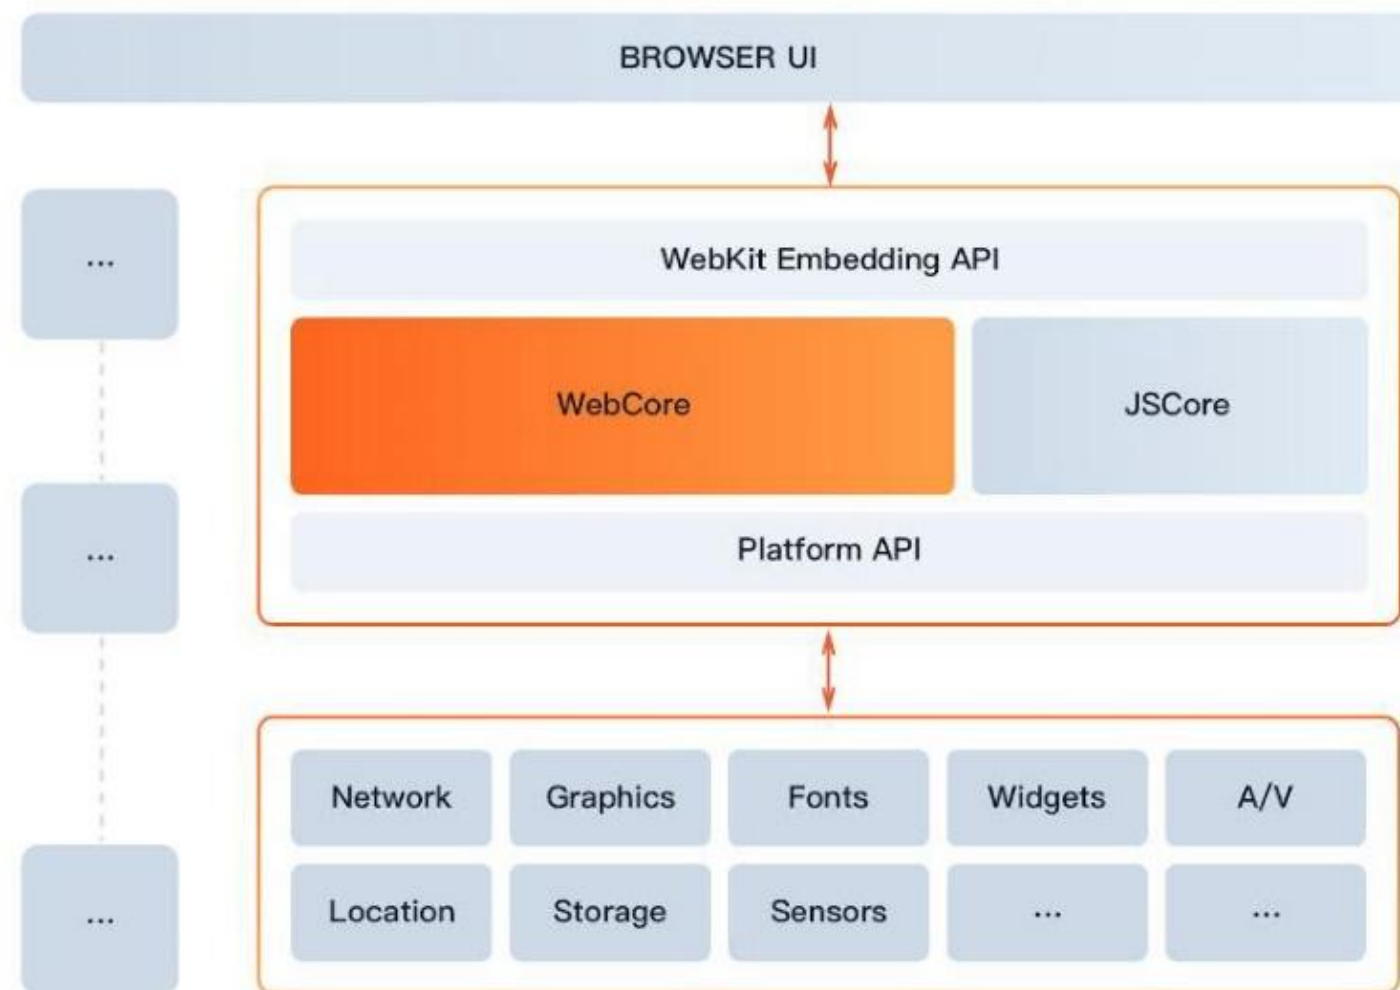 BROWSER UI
...
WebKit Embedding API
WebCore
JSCore
...
Platform API
Network
Graphics
Fonts
Widgets
A/V
...
Location
Storage
Sensors
...
...